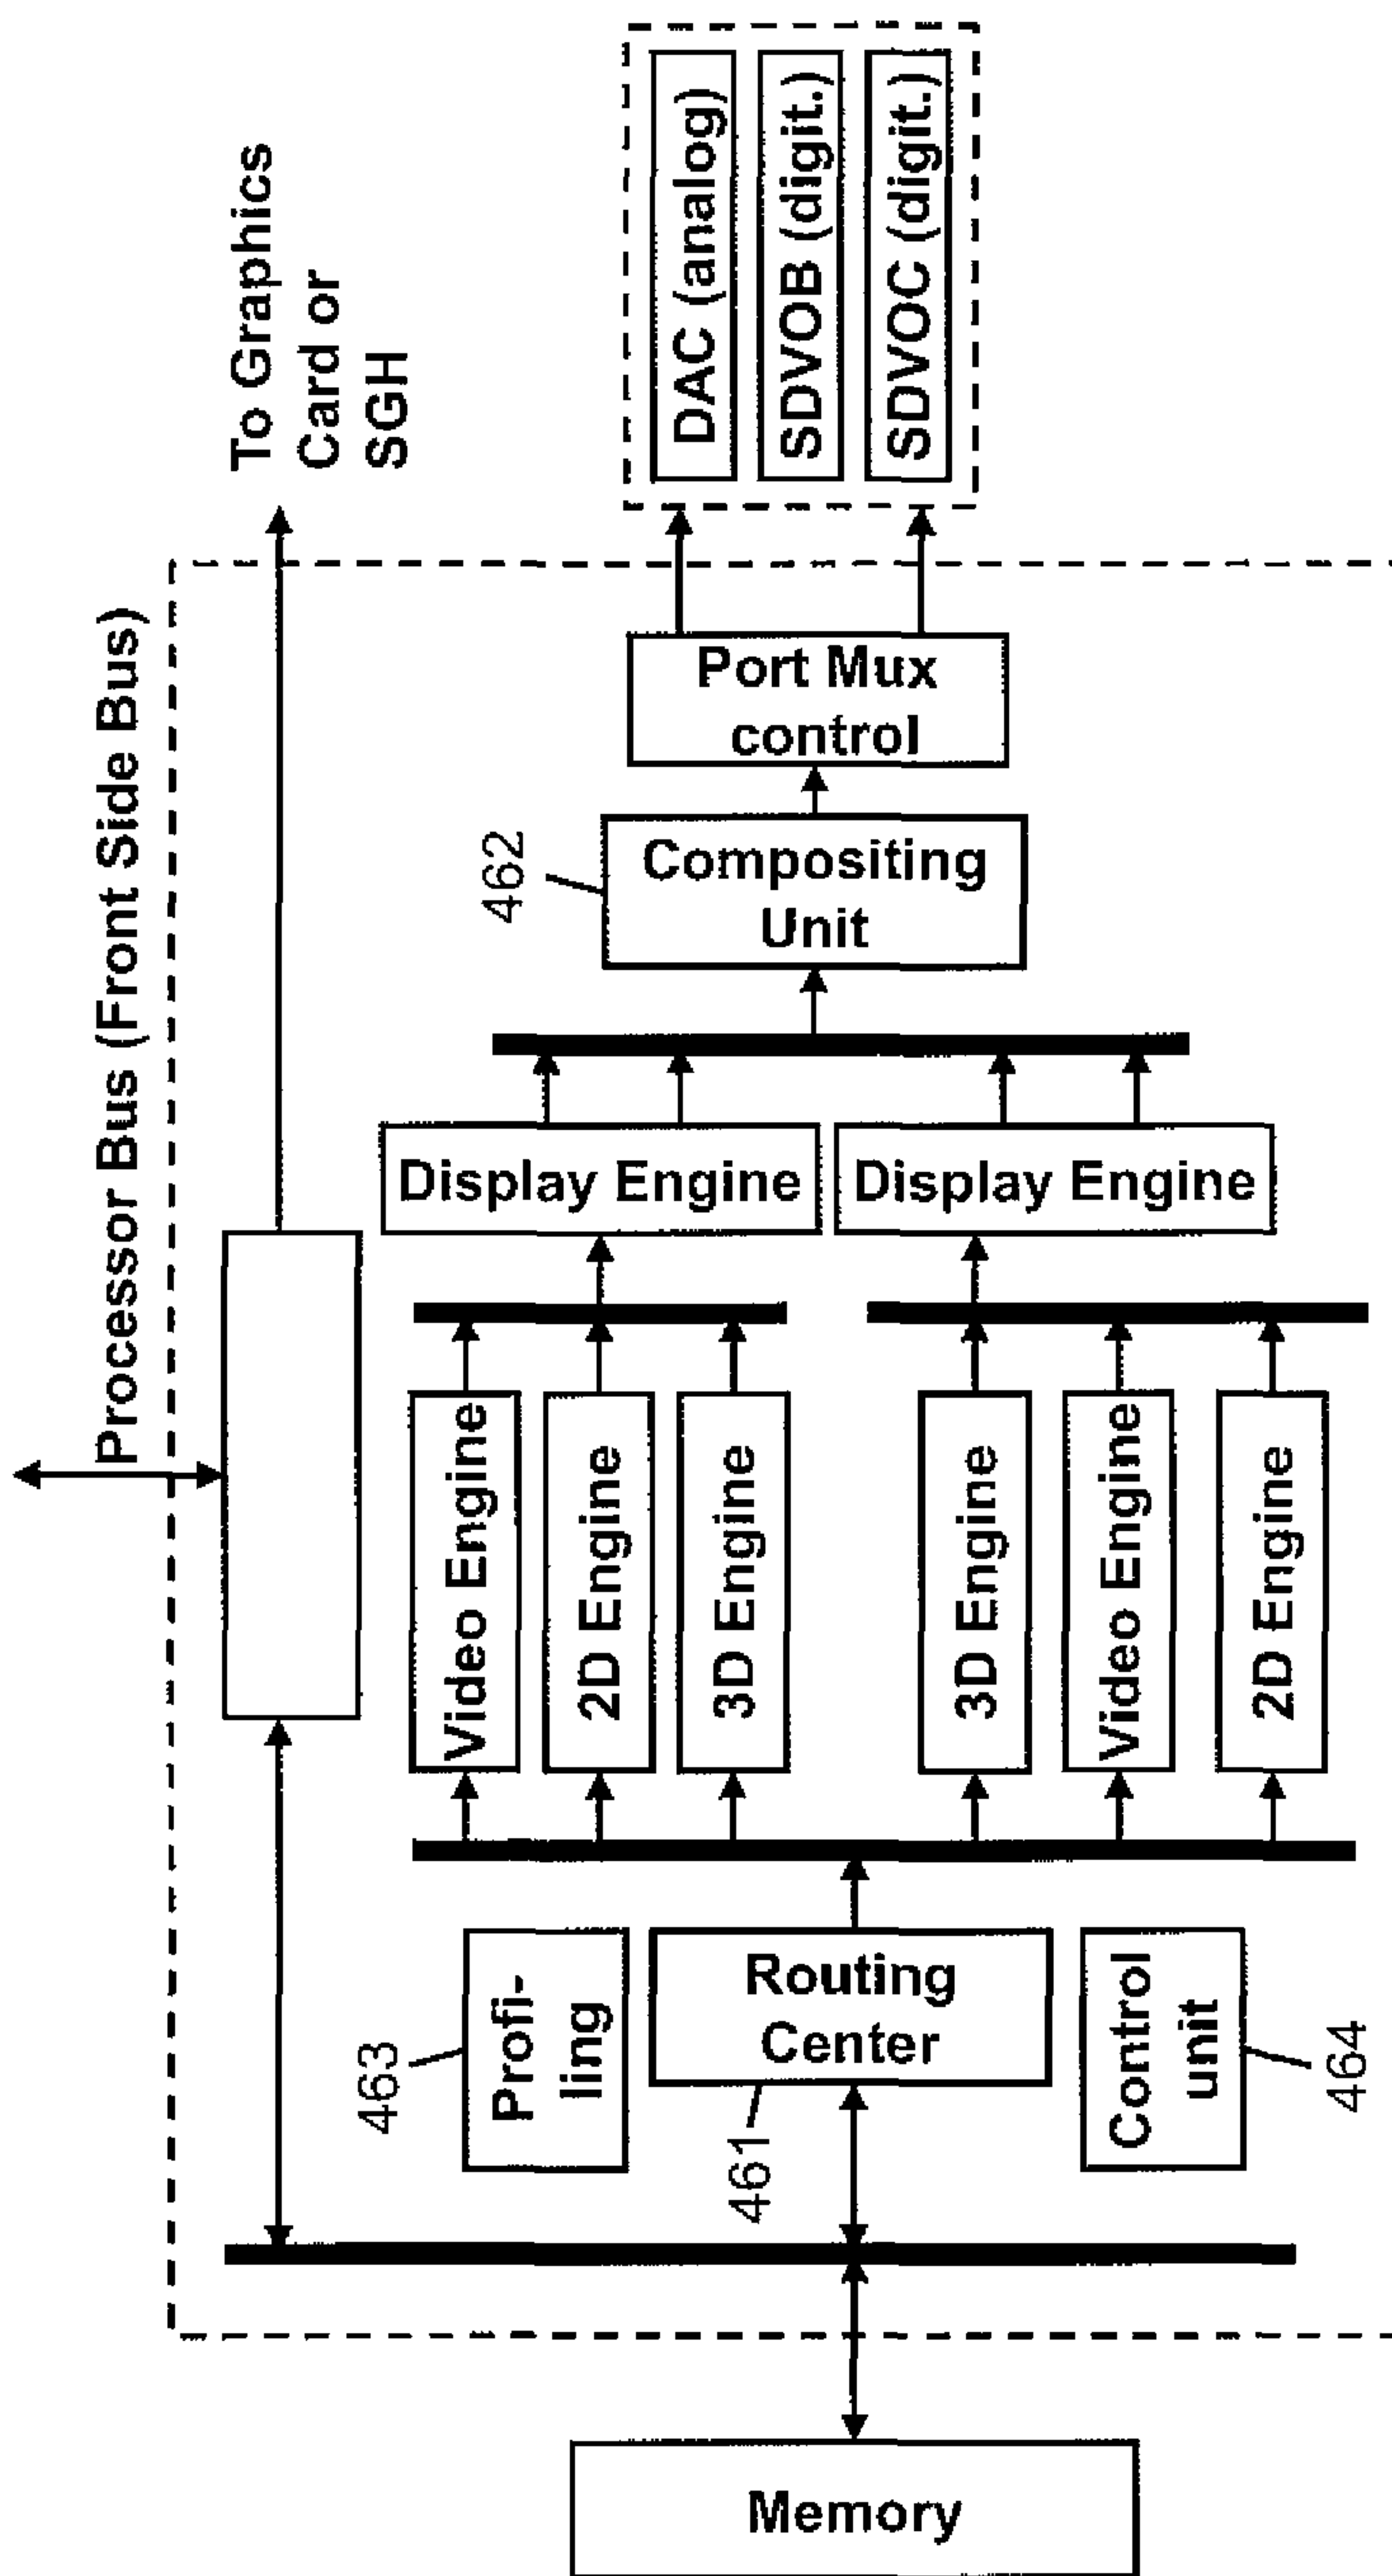 Processor Bus (Front Side Bus)
To Graphics
Card or
SGH
DAC (analog)
SDVOB (digit.)
SDVOC (digit.)
Port Mux
control
462
Compositing
Unit
Display Engine
Display Engine
Video Engine
2D Engine
3D Engine
3D Engine
Video Engine
2D Engine
463
Profi-
ling
Routing
Center
461
Control
unit
464
Memory